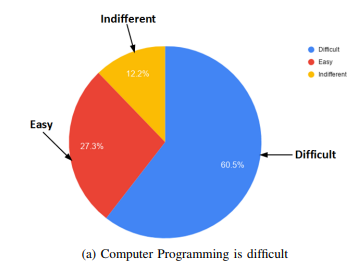 Indifferent
Difficult
Easy
Indifferent
12.2%
Easy
27.3%
Difficult
60.5%
(a) Computer Programming is difficult